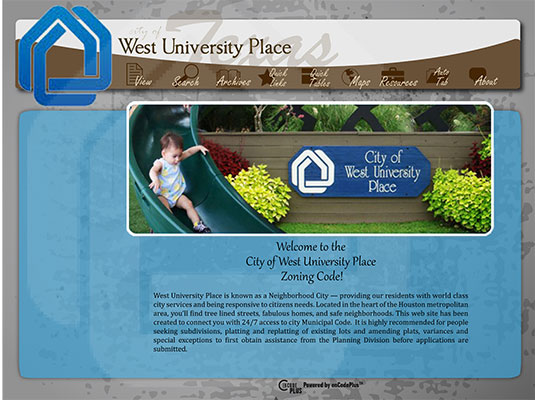 city of
Texas
West University Place
View Search Archives Quick Links Quick Tables Maps Resources Auto Tab About
City of
West University
Place
Welcome to the
City of West University Place
Zoning Code!
West University Place is known as a Neighborhood City — providing our residents with world class
city services and being responsive to citizens needs. Located in the heart of the Houston metropolitan
area, you'll find tree lined streets, fabulous homes, and safe neighborhoods. This web site has been
created to connect you with 24/7 access to city Municipal Code. It is highly recommended for people
seeking subdivisions, platting and replatting of existing lots and amending plats, variances and
special exceptions to first obtain assistance from the Planning Division before applications are
submitted.
ENCODE PLUS Powered by enCodePlus™